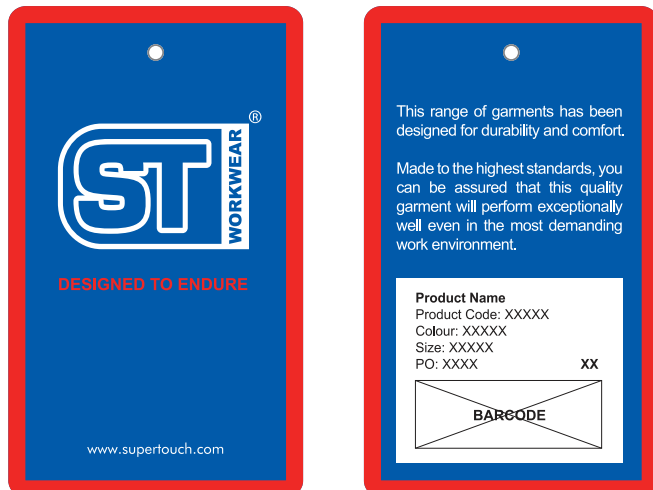 ST
WORKWEAR
®
DESIGNED TO ENDURE
www.supertouch.com
This range of garments has been
designed for durability and comfort.
Made to the highest standards, you
can be assured that this quality
garment will perform exceptionally
well even in the most demanding
work environment.
Product Name
Product Code: XXXXX
Colour: XXXXX
Size: XXXXX
PO: XXXX XX
BARCODE